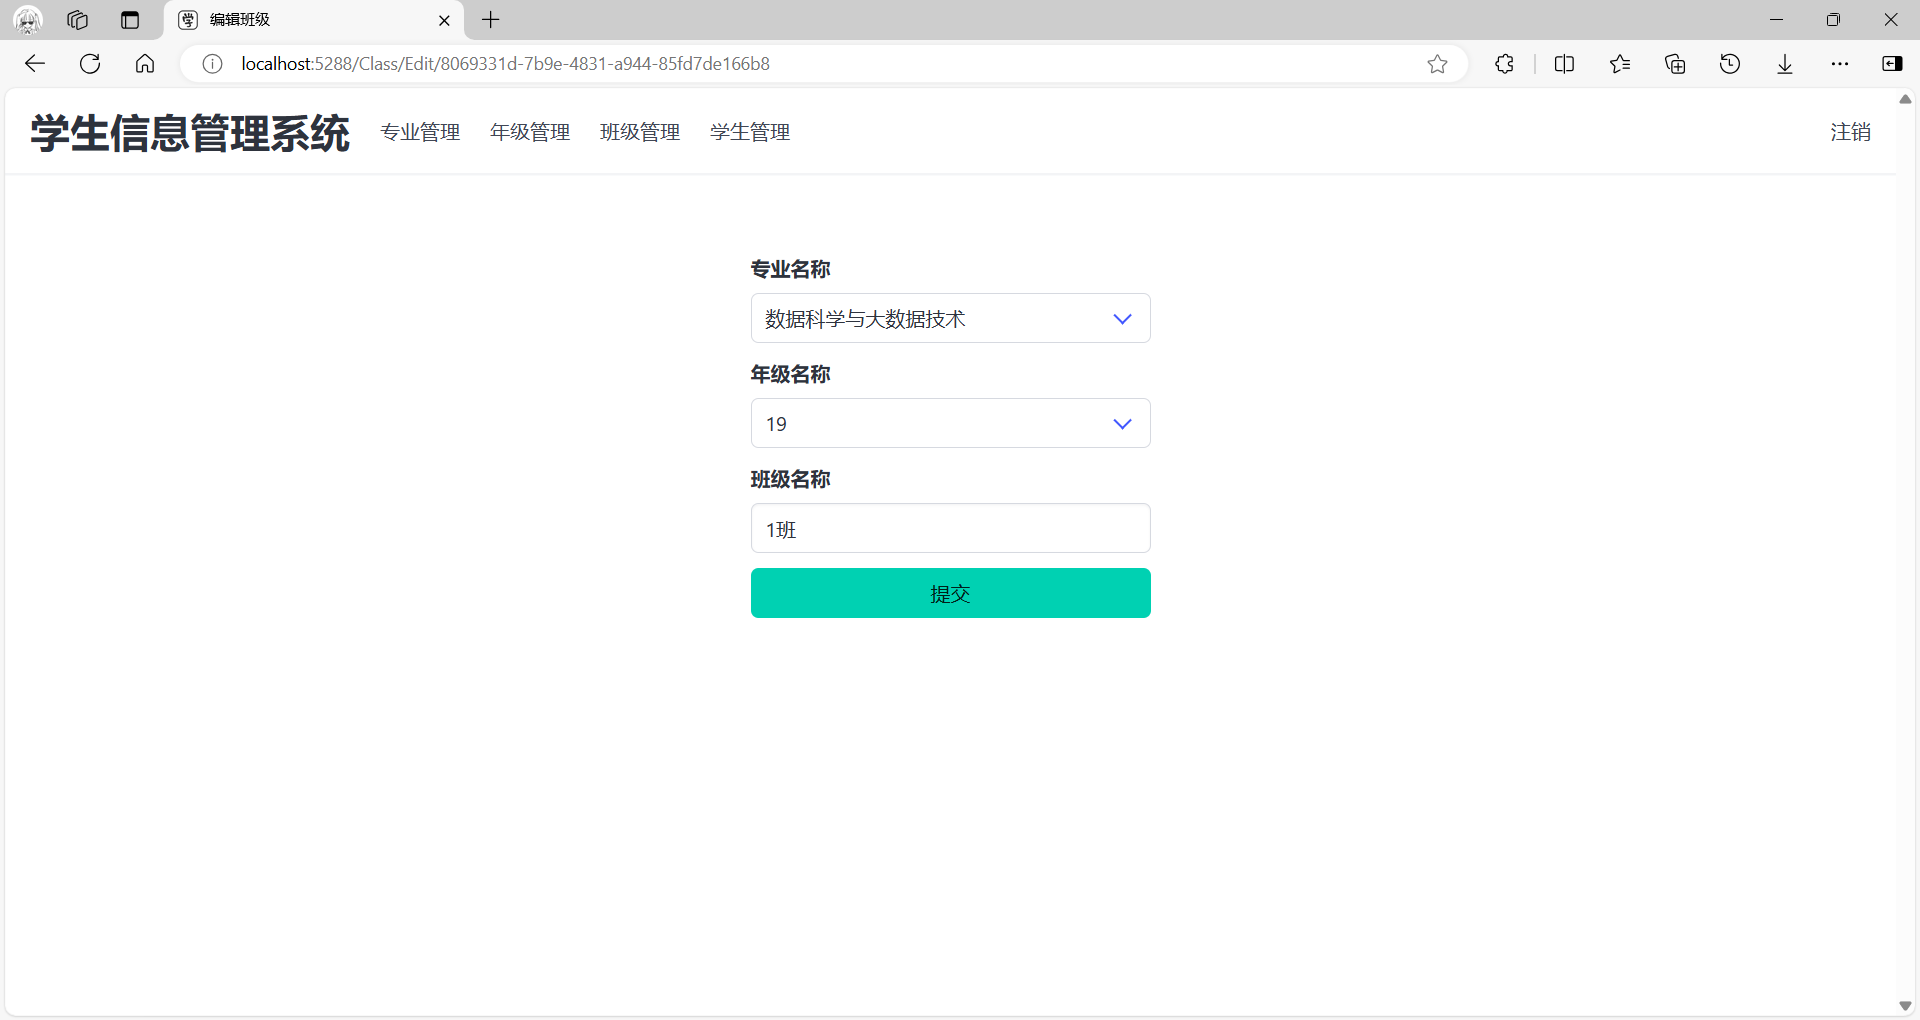 编辑班级
localhost:5288/Class/Edit/8069331d-7b9e-4831-a944-85fd7de166b8
学生信息管理系统 专业管理 年级管理 班级管理 学生管理 注销
专业名称
数据科学与大数据技术
年级名称
19
班级名称
1班
提交